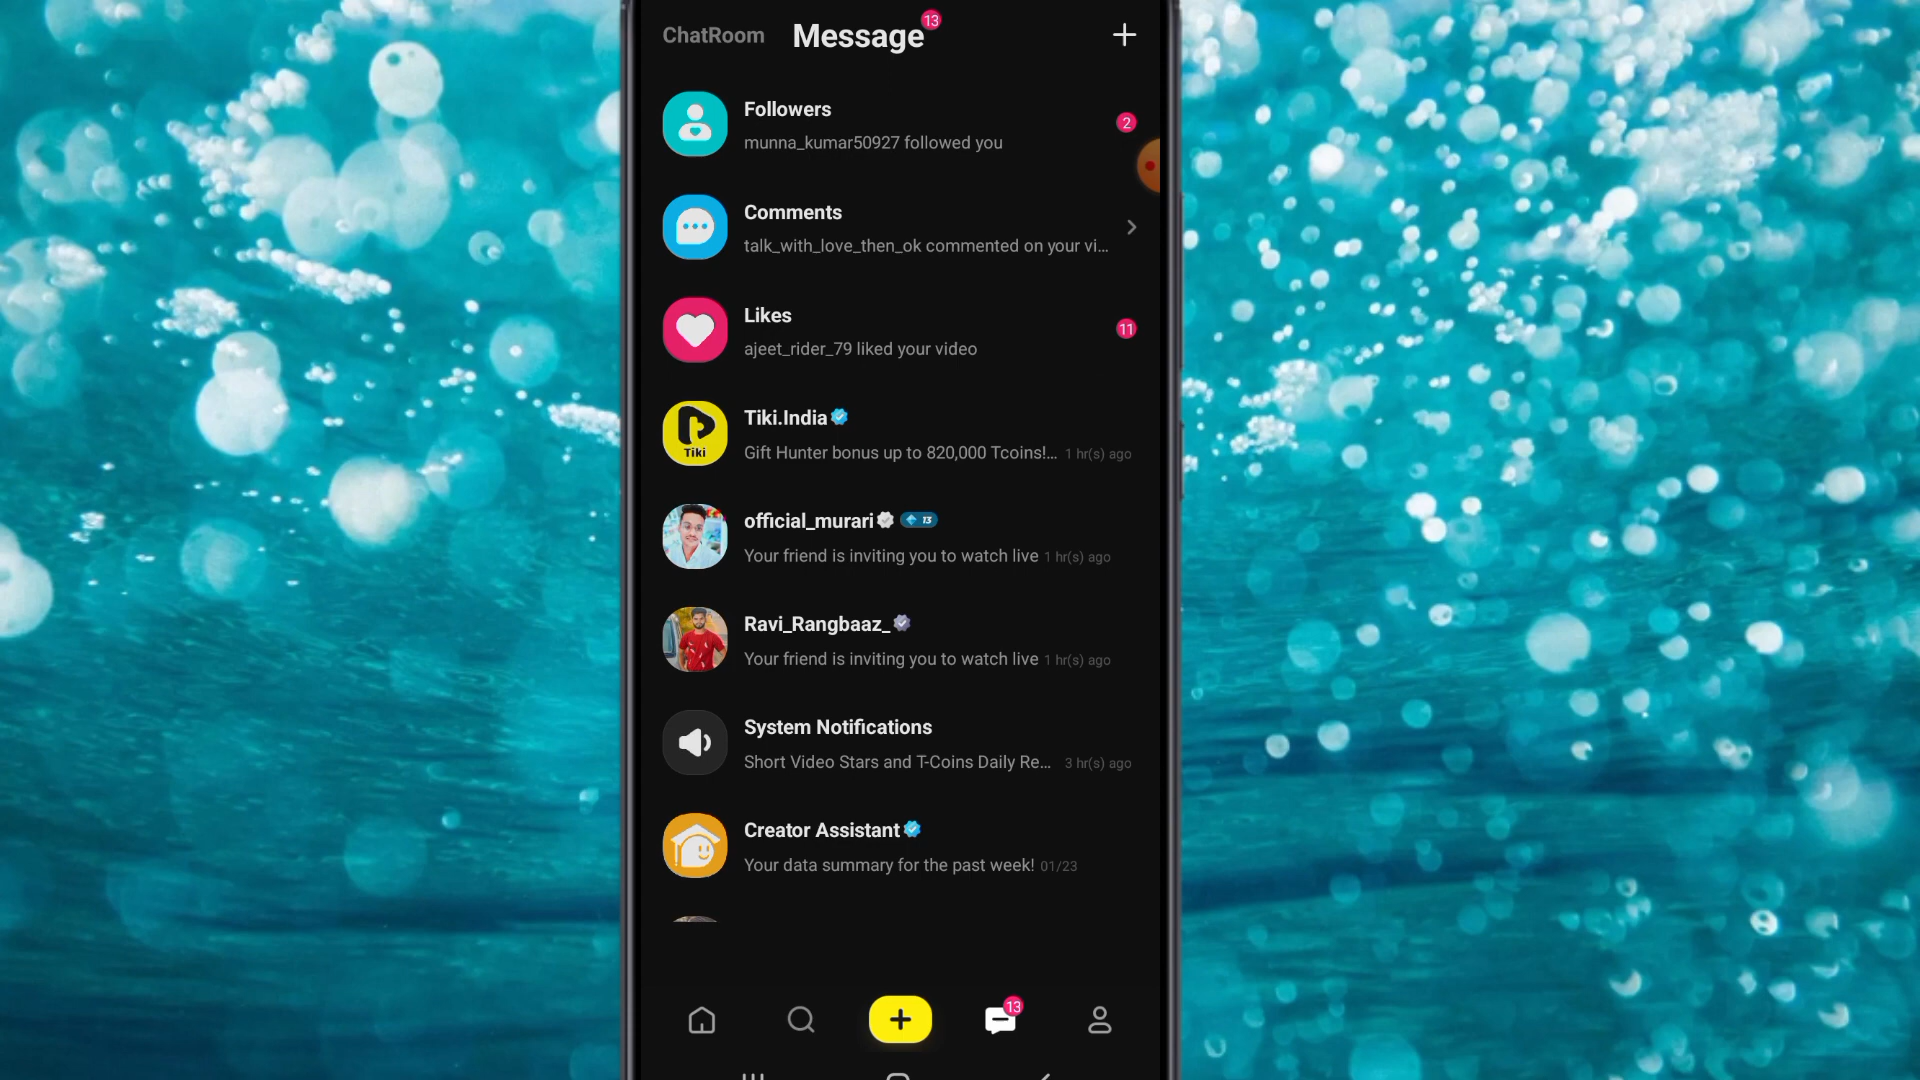 ChatRoom Message 13
Followers
munna_kumar50927 followed you
2
Comments
talk_with_love_then_ok commented on your vi...
Likes
ajeet_rider_79 liked your video
11
Tiki
Tiki.India
Gift Hunter bonus up to 820,000 Tcoins!... 1 hr(s) ago
official_murari 13
Your friend is inviting you to watch live 1 hr(s) ago
Ravi_Rangbaaz_
Your friend is inviting you to watch live 1 hr(s) ago
System Notifications
Short Video Stars and T-Coins Daily Re... 3 hr(s) ago
Creator Assistant
Your data summary for the past week! 01/23
13